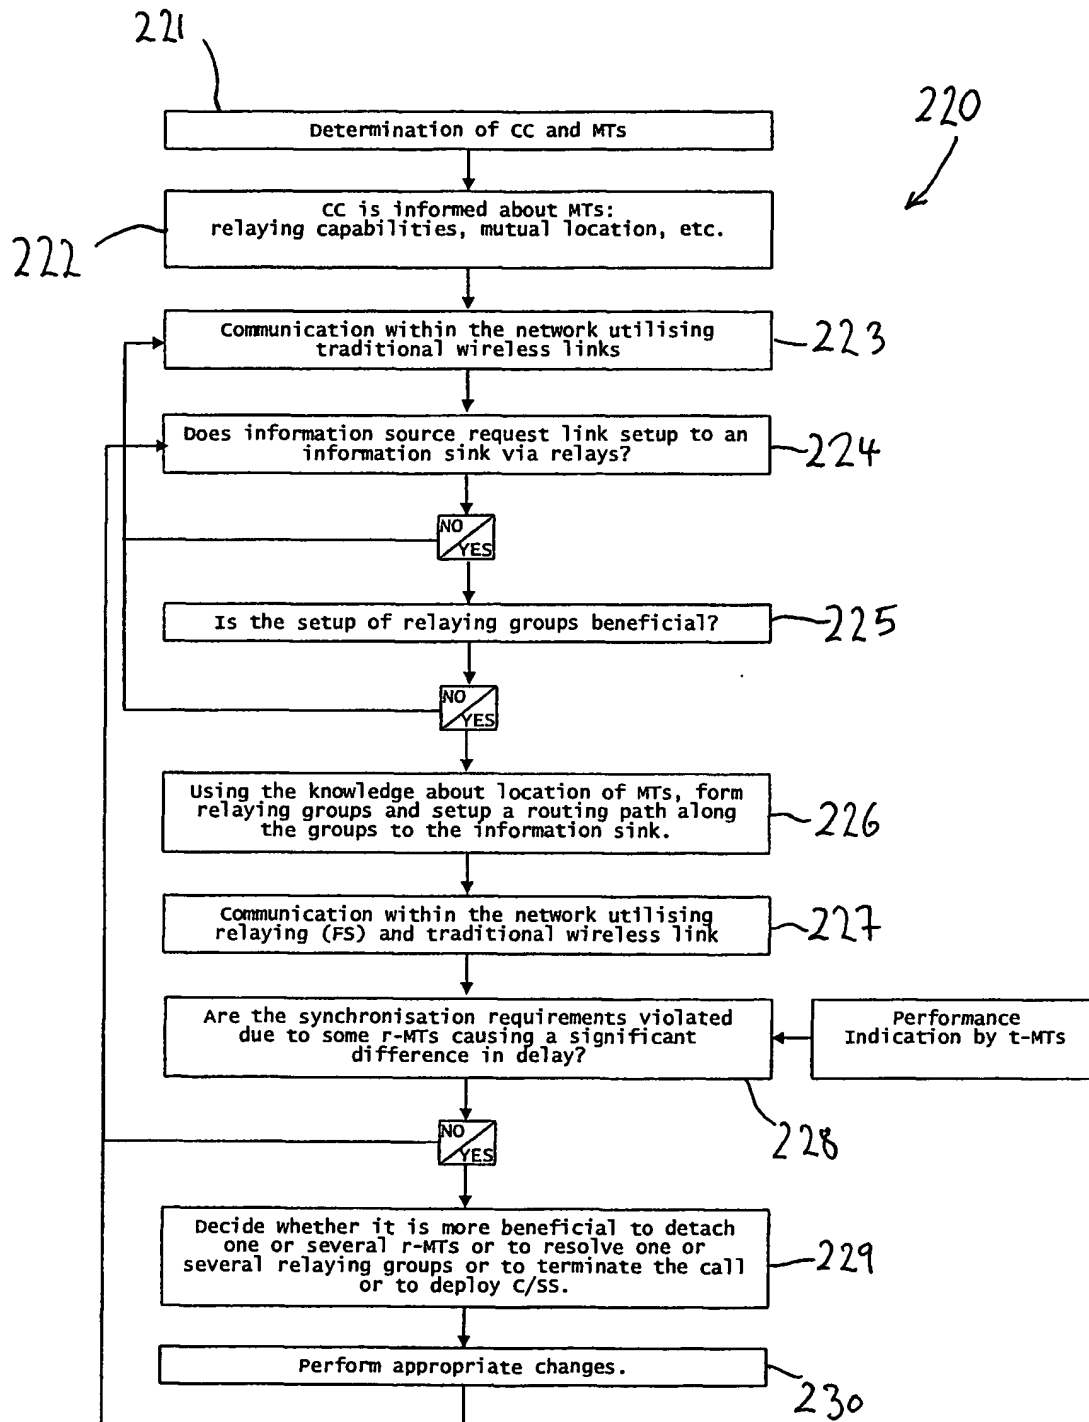 221
220
Determination of CC and MTs
CC is informed about MTs:
relaying capabilities, mutual location, etc.
222
Communication within the network utilising
traditional wireless links
223
Does information source request link setup to an
information sink via relays?
224
NO
YES
Is the setup of relaying groups beneficial?
225
NO
YES
Using the knowledge about location of MTs, form
relaying groups and setup a routing path along
the groups to the information sink.
226
Communication within the network utilising
relaying (FS) and traditional wireless link
227
Are the synchronisation requirements violated
due to some r-MTs causing a significant
difference in delay?
Performance
Indication by t-MTs
228
NO
YES
Decide whether it is more beneficial to detach
one or several r-MTs or to resolve one or
several relaying groups or to terminate the call
or to deploy C/SS.
229
Perform appropriate changes.
230